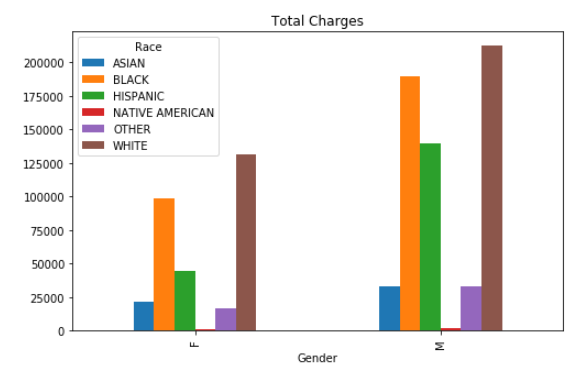 Total Charges
Race
ASIAN
BLACK
HISPANIC
NATIVE AMERICAN
OTHER
WHITE
200000
175000
150000
125000
100000
75000
50000
25000
0
F
M
Gender